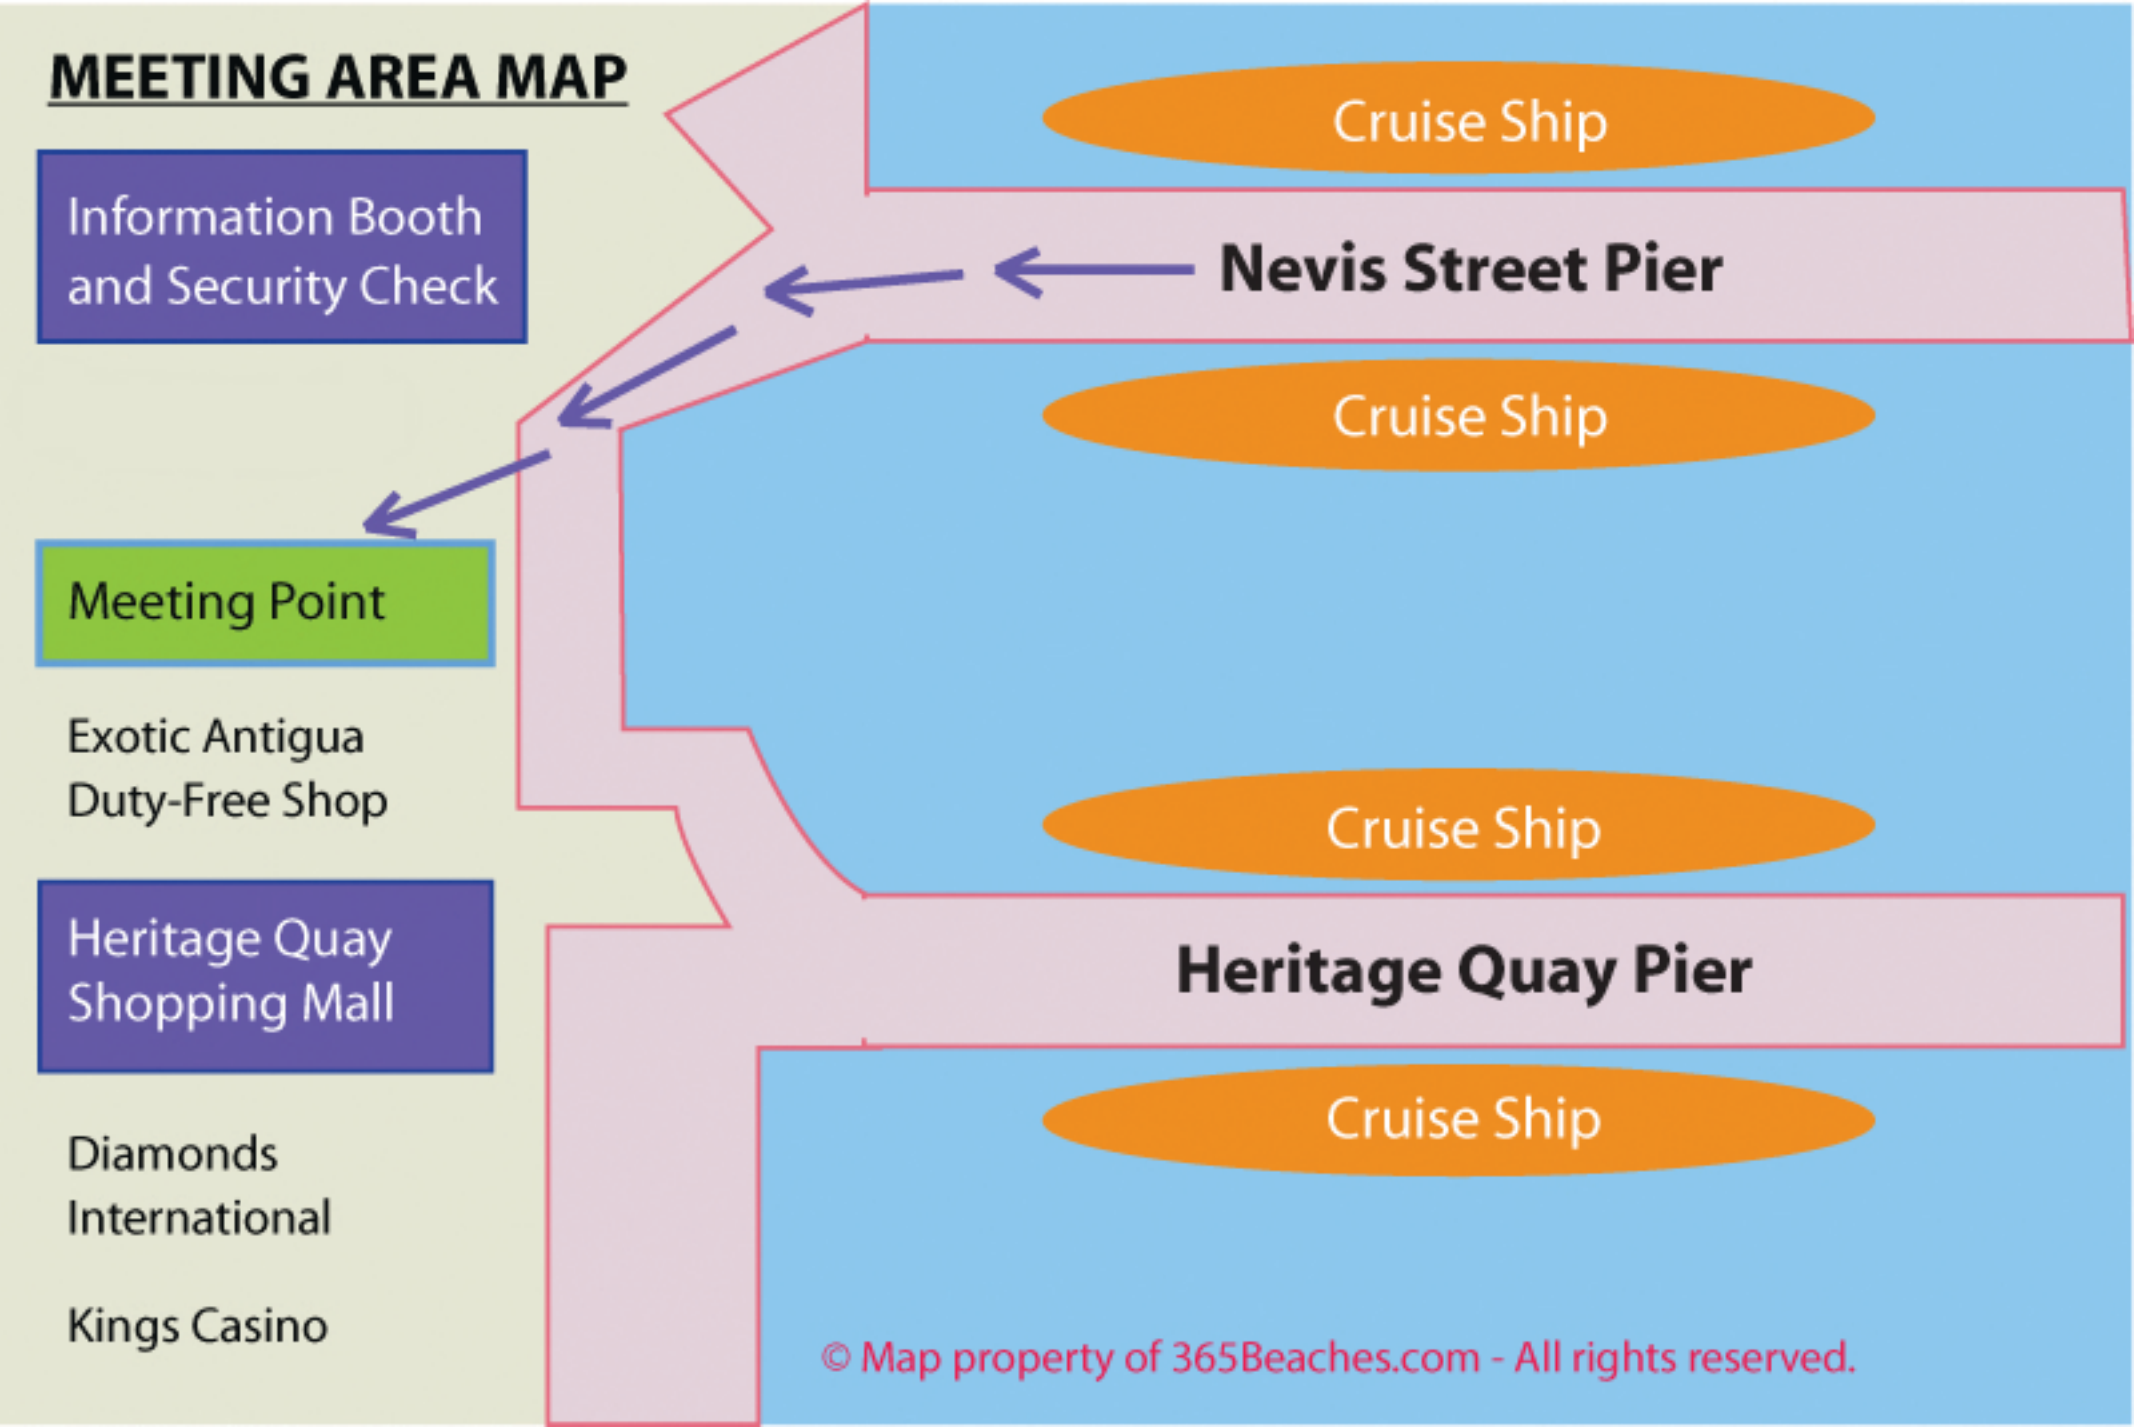 MEETING AREA MAP
Information Booth
and Security Check
Meeting Point
Exotic Antigua
Duty-Free Shop
Heritage Quay
Shopping Mall
Diamonds
International
Kings Casino
Cruise Ship
Nevis Street Pier
Cruise Ship
Cruise Ship
Heritage Quay Pier
Cruise Ship
© Map property of 365Beaches.com - All rights reserved.